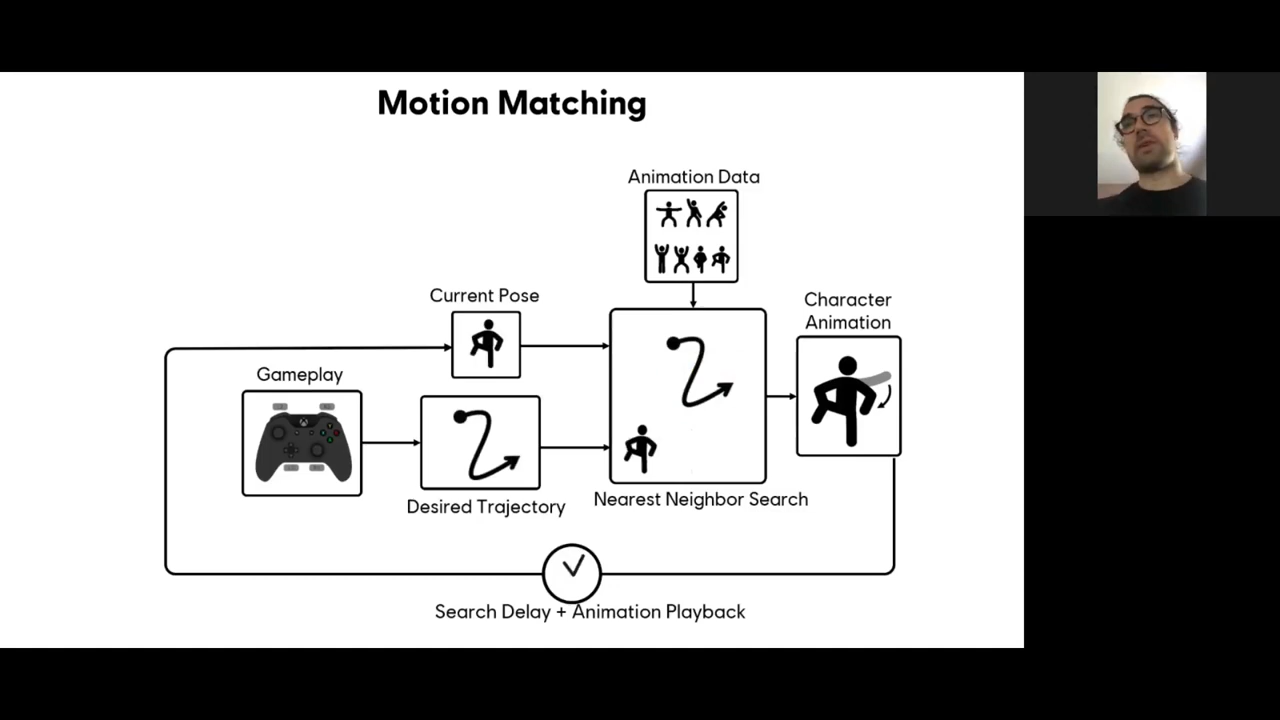 Motion Matching
Animation Data
Current Pose
Character
Animation
Gameplay
Desired Trajectory
Nearest Neighbor Search
Search Delay + Animation Playback